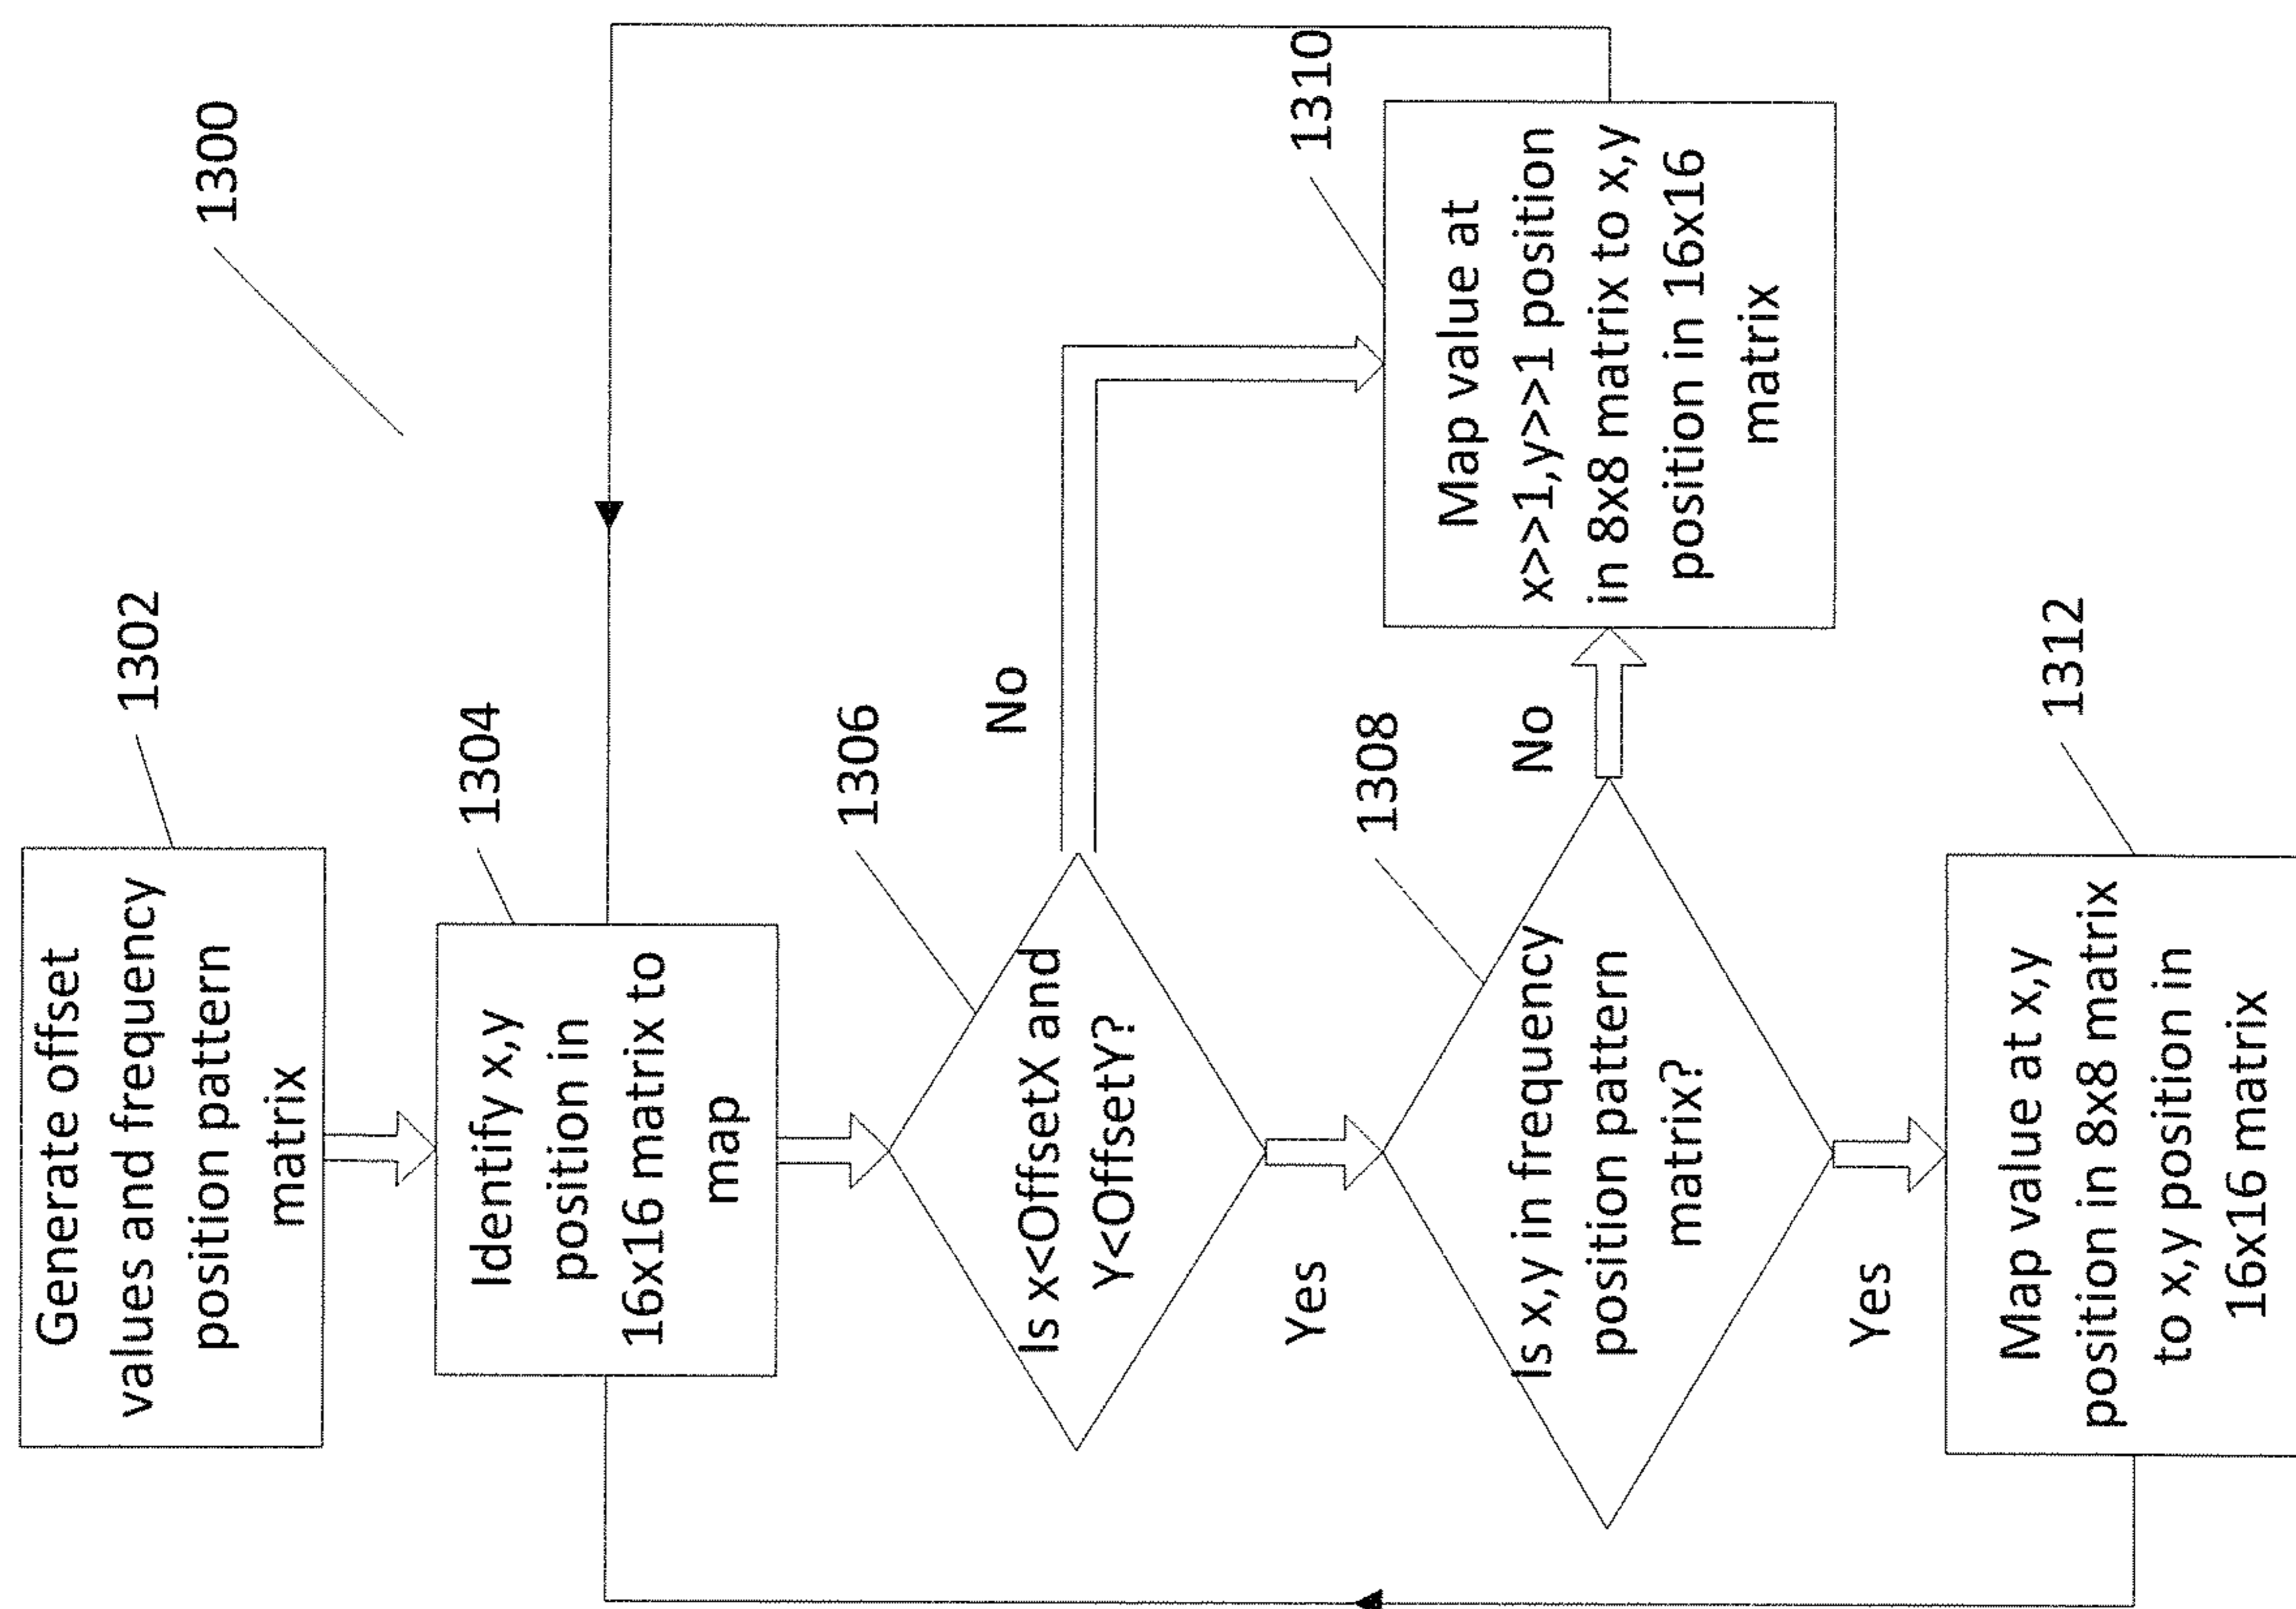 1300
Generate offset
values and frequency
position pattern
matrix
1302
Identify x,y
position in
16x16 matrix to
map
1304
Is x<OffsetX and
Y<OffsetY?
1306
No
Yes
Is x,y in frequency
position pattern
matrix?
1308
No
Yes
Map value at
x>>1,y>>1 position
in 8x8 matrix to x,y
position in 16x16
matrix
1310
Map value at x,y
position in 8x8 matrix
to x,y position in
16x16 matrix
1312